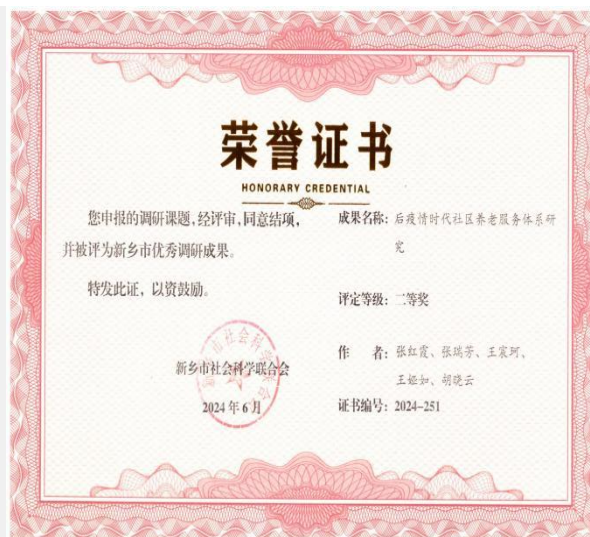 荣誉证书
HONORARY CREDENTIAL
您申报的调研课题,经评审,同意结项,
并被评为新乡市优秀调研成果。
特发此证,以资鼓励。
新乡市社会科学联合会
2024年6月
成果名称:后疫情时代社区养老服务体系研
究
评定等级:二等奖
作 者:张红霞、张瑞芳、王宸珂、
王娅如、胡晓云
证书编号:2024-251